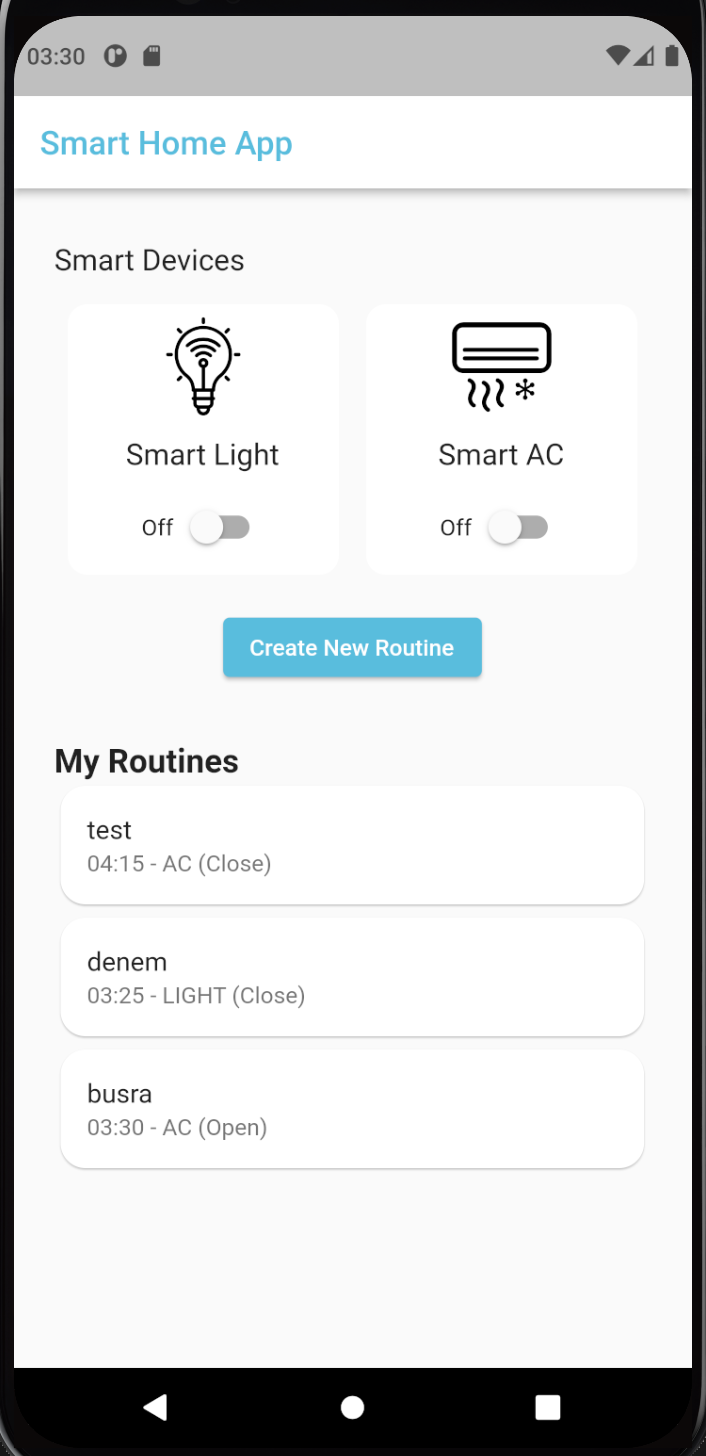 03:30
Smart Home App
Smart Devices
Smart Light
Smart AC
Off
Off
Create New Routine
My Routines
test
04:15 - AC (Close)
denem
03:25 - LIGHT (Close)
busra
03:30 - AC (Open)